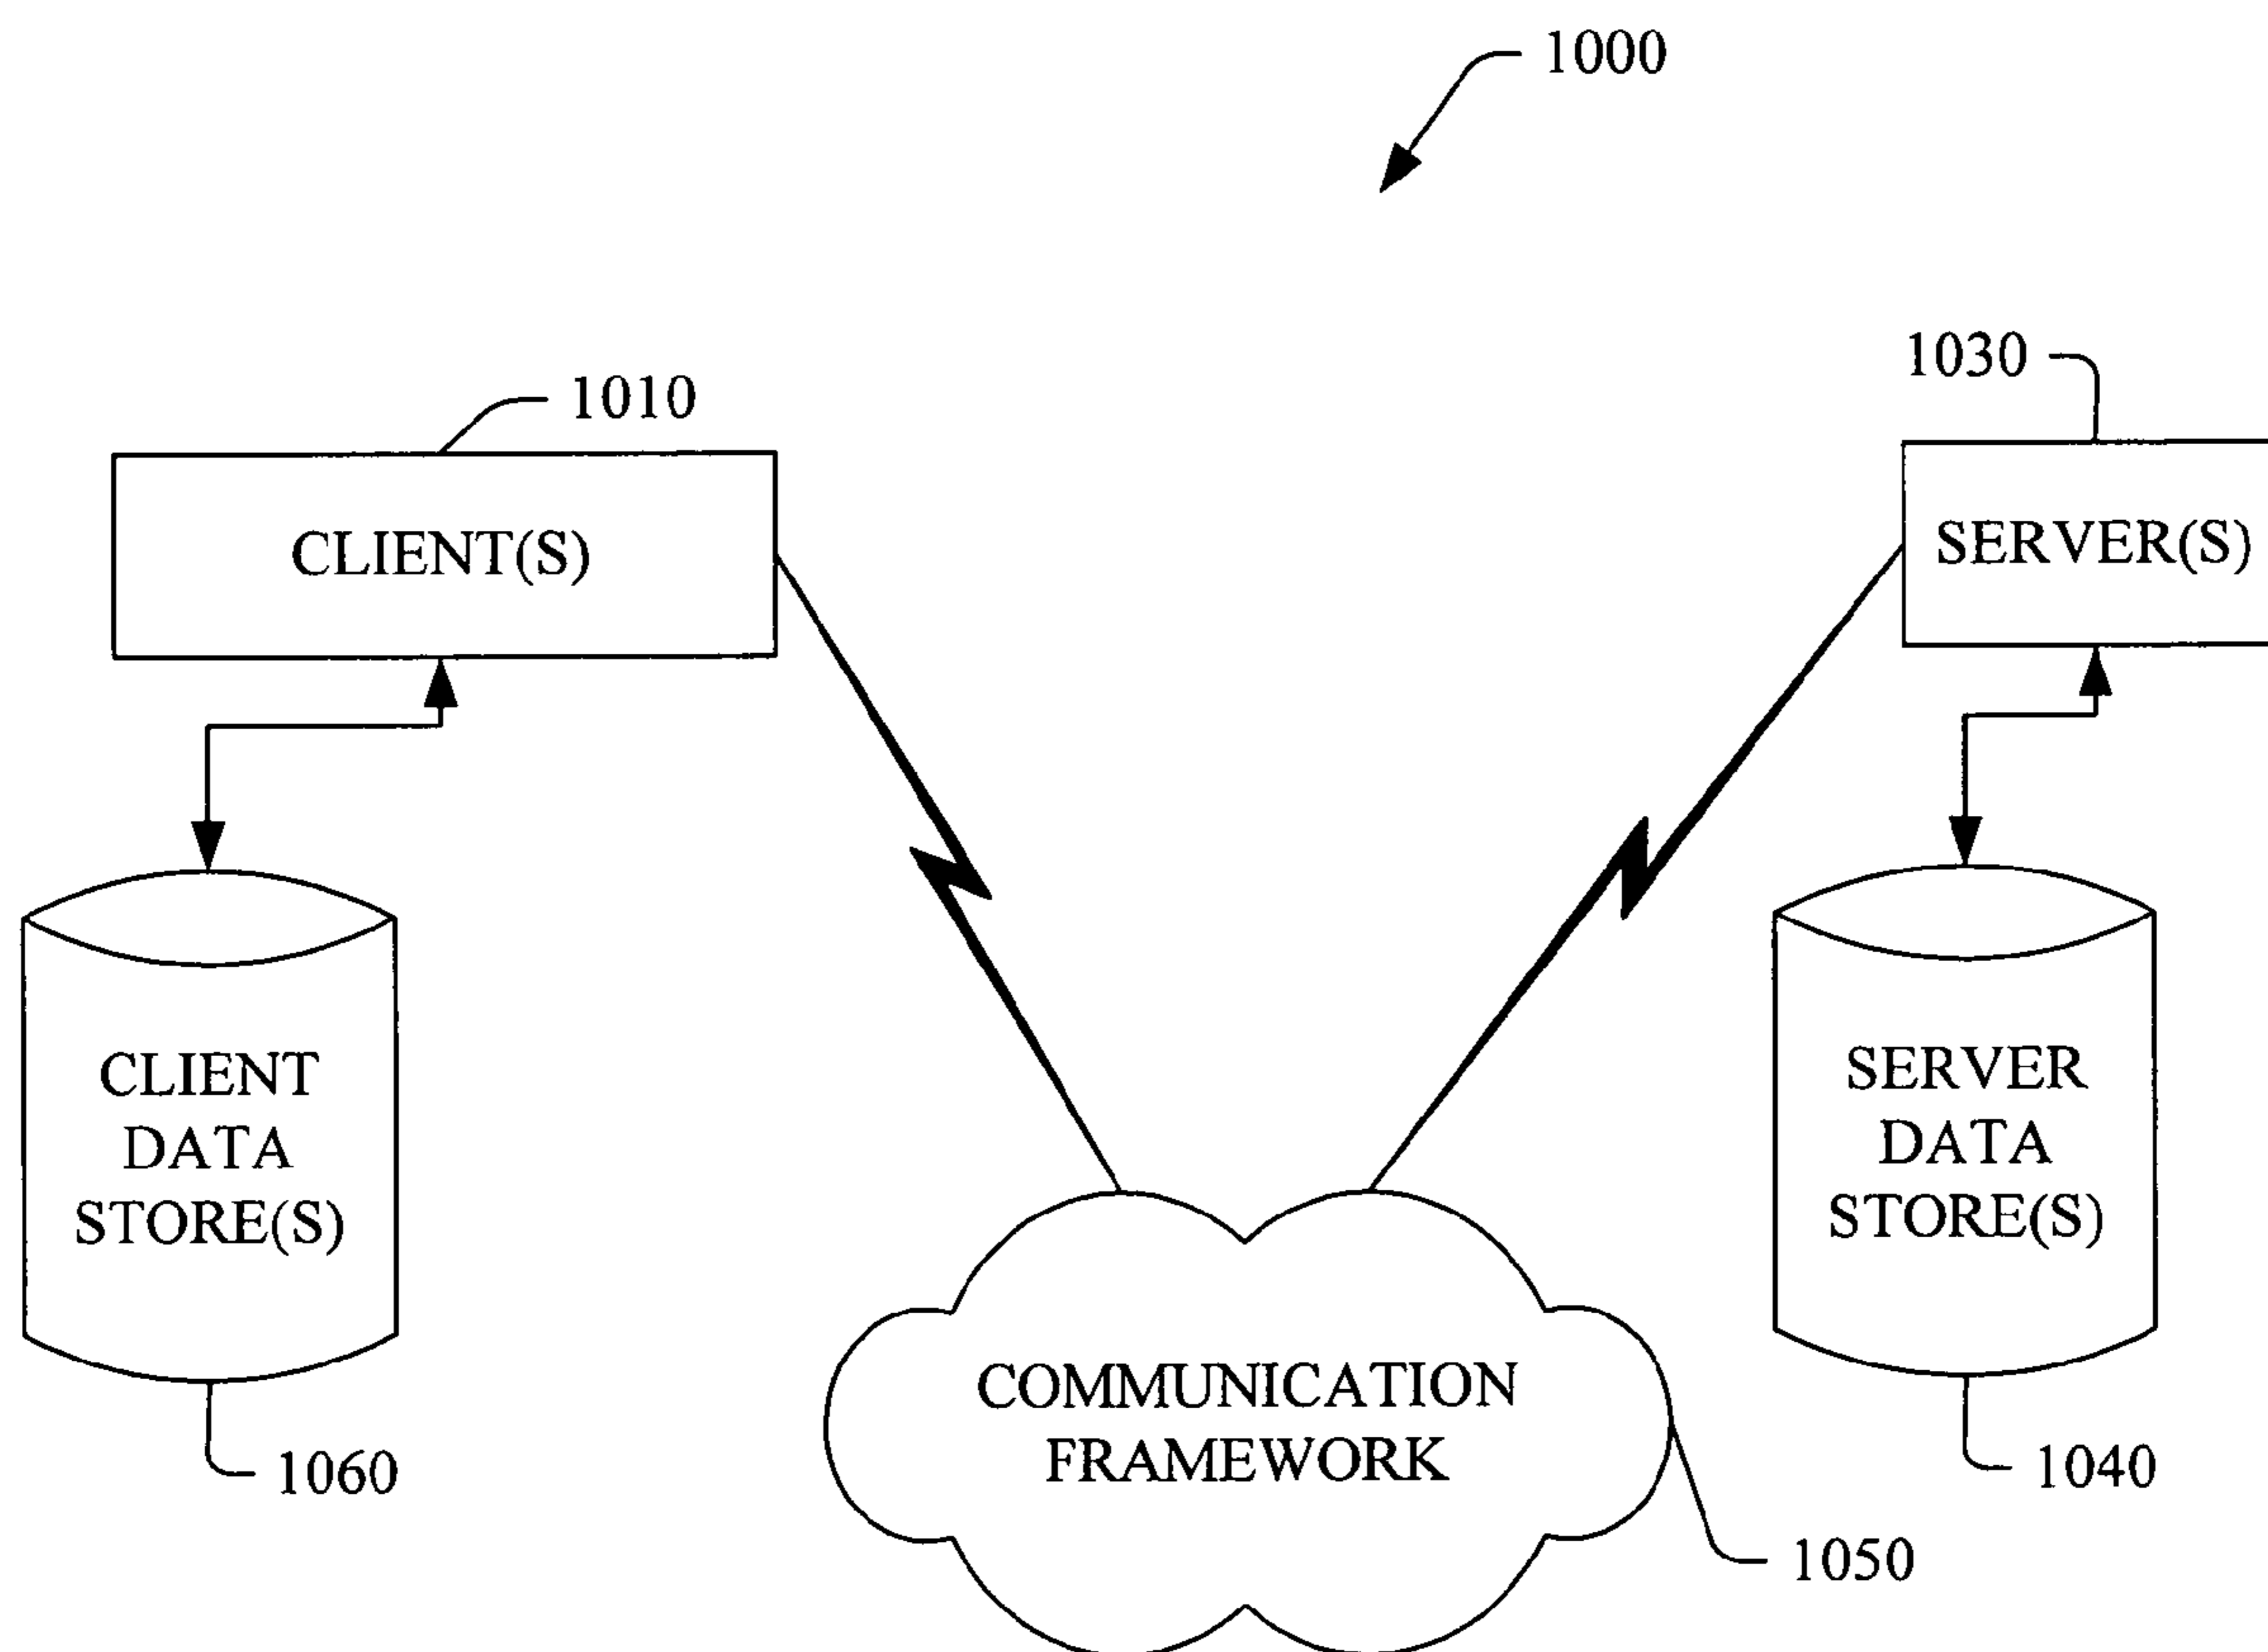 1000
1030
1010
CLIENT(S)
SERVER(S)
CLIENT
DATA
STORE(S)
SERVER
DATA
STORE(S)
COMMUNICATION
FRAMEWORK
1060
1040
1050